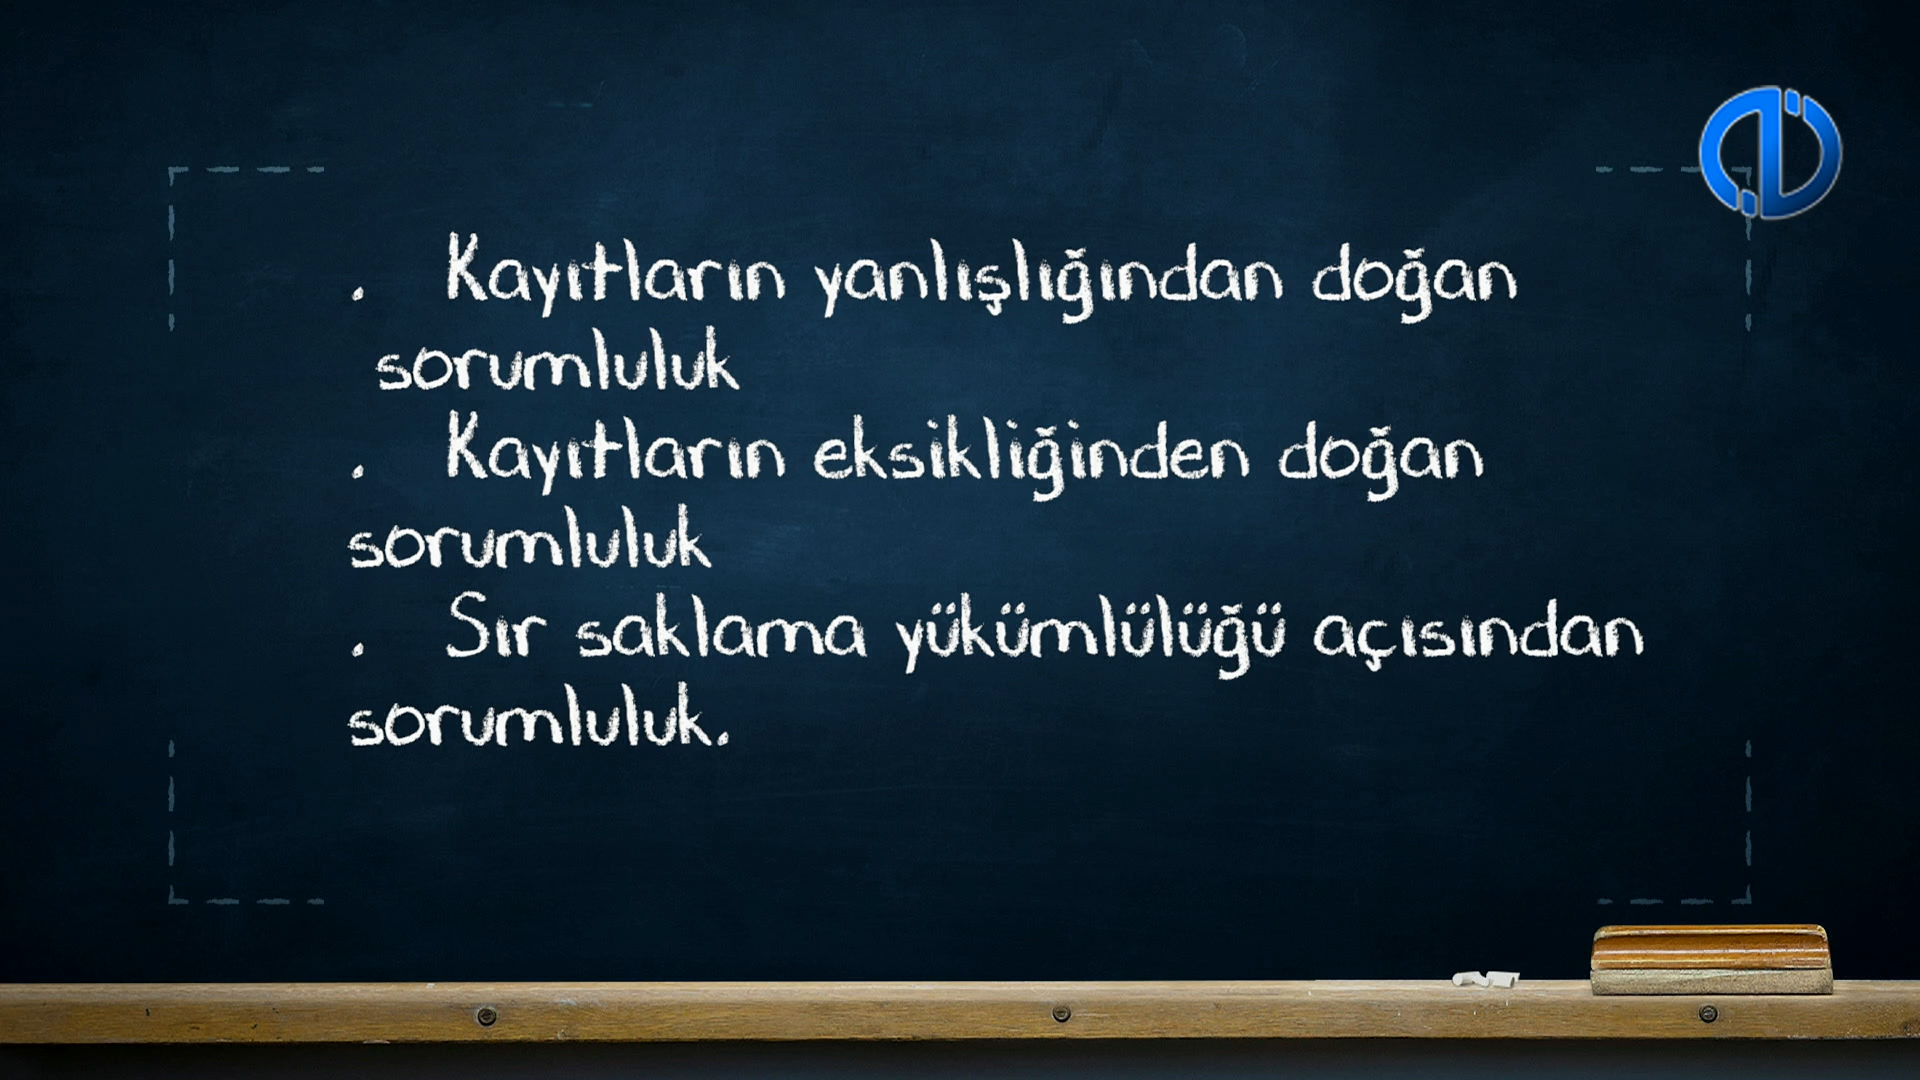 . Kayıtların yanlışlığından doğan
sorumluluk
. Kayıtların eksikliğinden doğan
sorumluluk
. Sır saklama yükümlülüğü açısından
sorumluluk.